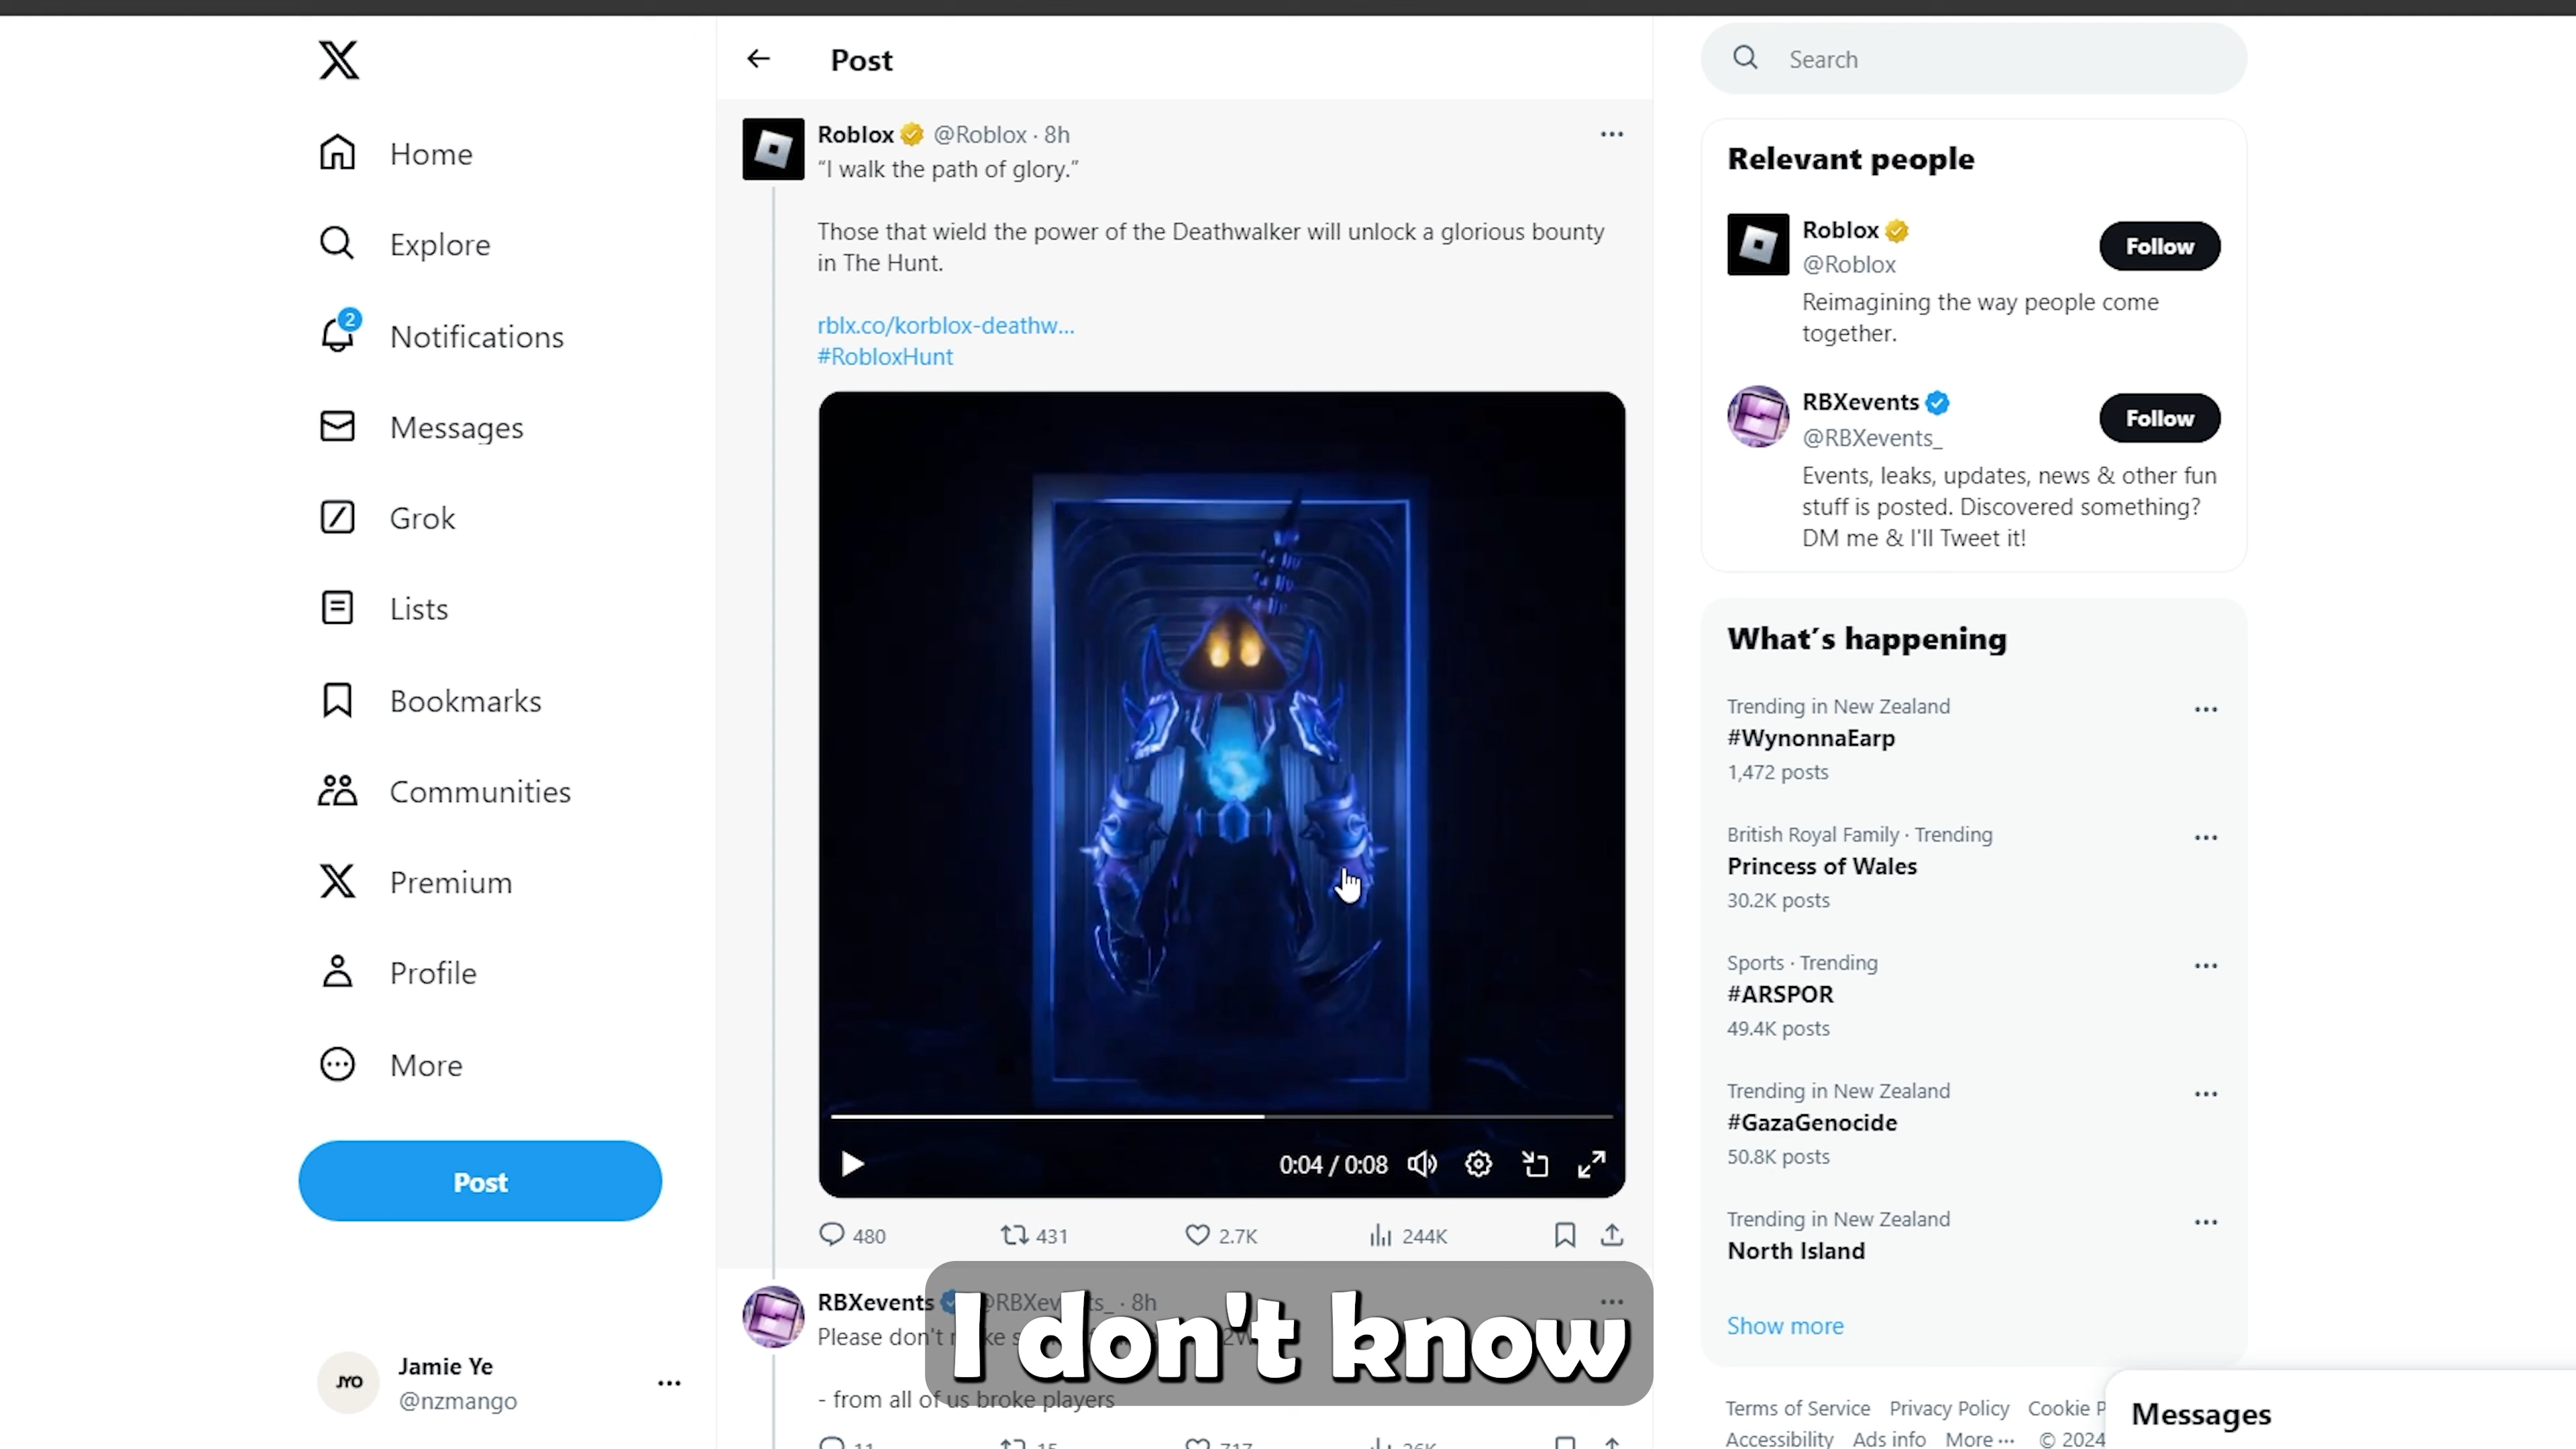 Home
Explore
2
Notifications
Messages
Grok
Lists
Bookmarks
Communities
Premium
Profile
More
Post
JYO
Jamie Ye
@nzmango
Post
Roblox @Roblox · 8h
“I walk the path of glory.”
Those that wield the power of the Deathwalker will unlock a glorious bounty
in The Hunt.
rblx.co/korblox-deathw...
#RobloxHunt
0:04 / 0:08
480 431 2.7K 244K
RBXevents · 8h
Please don't
- from all of us broke players
I don't know
11 15 717 26K
Search
Relevant people
Roblox
@Roblox
Follow
Reimagining the way people come
together.
RBXevents
@RBXevents_
Follow
Events, leaks, updates, news & other fun
stuff is posted. Discovered something?
DM me & I'll Tweet it!
What's happening
Trending in New Zealand
#WynonnaEarp
1,472 posts
British Royal Family · Trending
Princess of Wales
30.2K posts
Sports · Trending
#ARSPOR
49.4K posts
Trending in New Zealand
#GazaGenocide
50.8K posts
Trending in New Zealand
North Island
Show more
Terms of Service Privacy Policy Cookie P
Accessibility Ads info More ··· © 2024
Messages